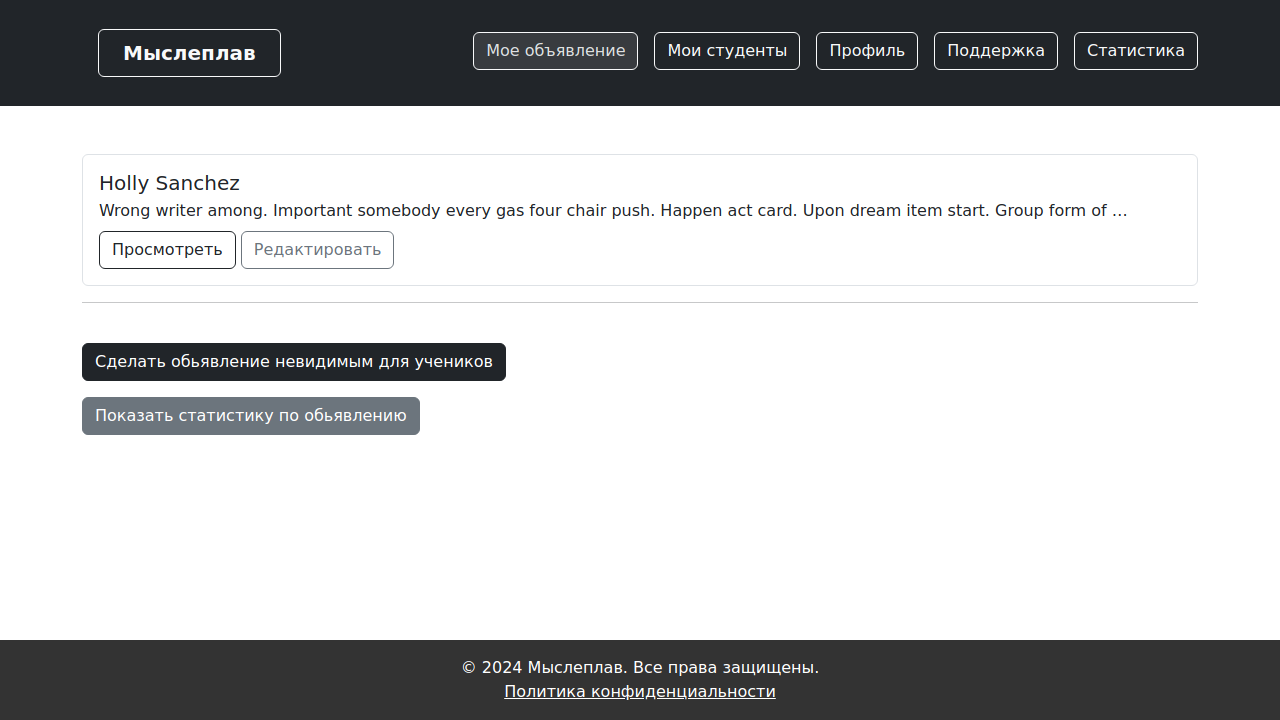 Мыслеплав
Мое объявление
Мои студенты
Профиль
Поддержка
Статистика
Holly Sanchez
Wrong writer among. Important somebody every gas four chair push. Happen act card. Upon dream item start. Group form of ...
Просмотреть
Редактировать
Сделать обьявление невидимым для учеников
Показать статистику по обьявлению
© 2024 Мыслеплав. Все права защищены.
Политика конфиденциальности